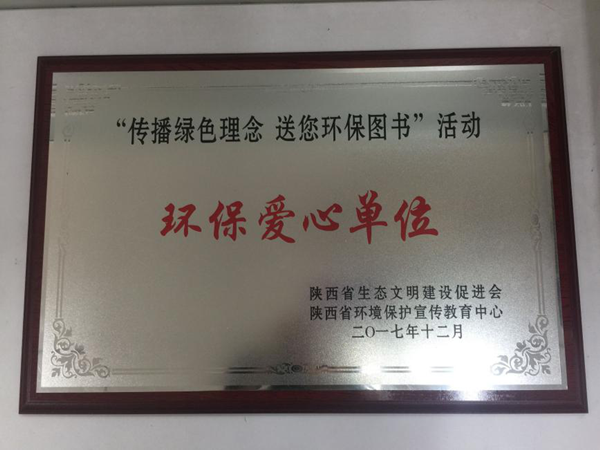 “传播绿色理念 送您环保图书”活动
环保爱心单位
陕西省生态文明建设促进会
陕西省环境保护宣传教育中心
二〇一七年十二月